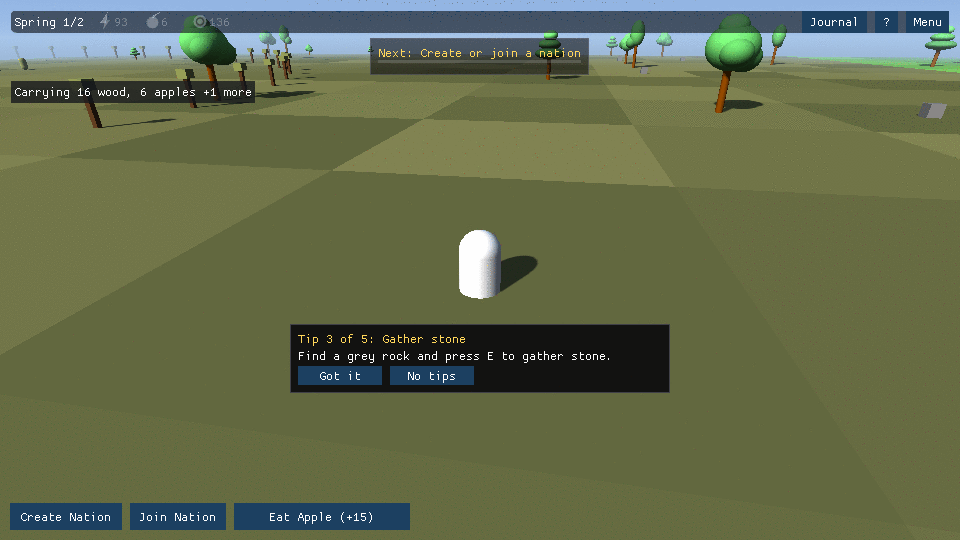 Spring 1/2 93 6 136
Journal ? Menu
Next: Create or join a nation
Carrying 16 wood, 6 apples +1 more
Tip 3 of 5: Gather stone
Find a grey rock and press E to gather stone.
Got it No tips
Create Nation Join Nation Eat Apple (+15)